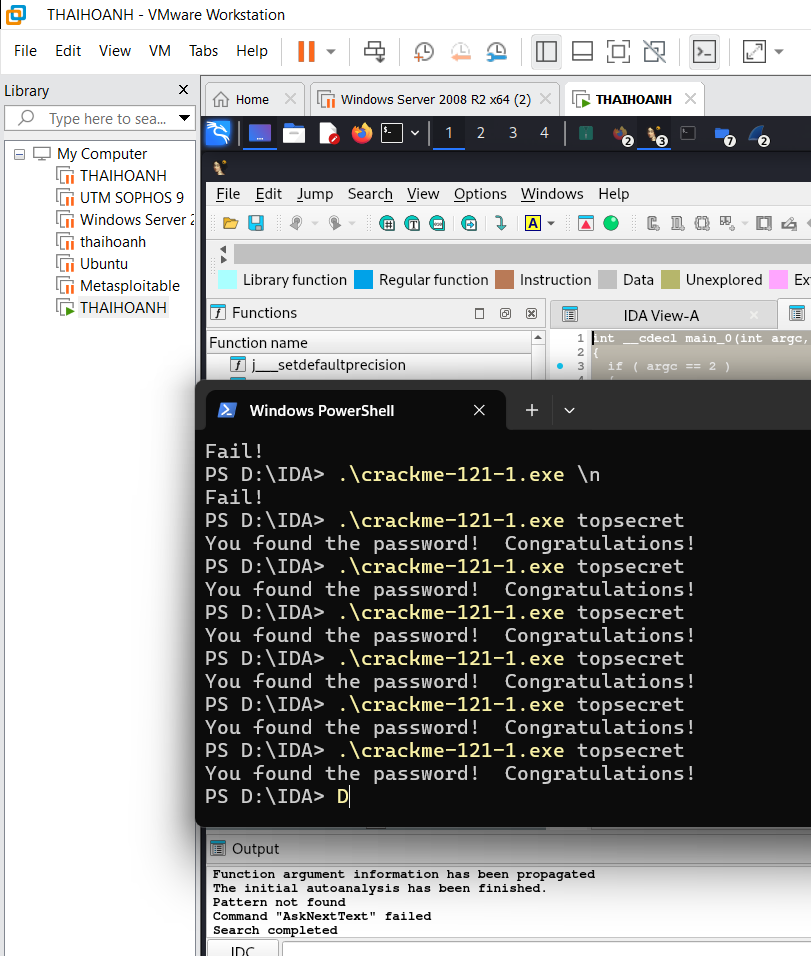 THAIHOANH - VMware Workstation
File Edit View VM Tabs Help
Library
Type here to sea...
My Computer
THAIHOANH
UTM SOPHOS 9
Windows Server 2
thaihoanh
Ubuntu
Metasploitable
THAIHOANH
Home Windows Server 2008 R2 x64 (2) THAIHOANH
1 2 3 4 2 3 7 2
File Edit Jump Search View Options Windows Help
Library function Regular function Instruction Data Unexplored Ex
Functions
Function name
j___setdefaultprecision
IDA View-A
1 int __cdecl main_0(int argc,
2 {
3 if ( argc == 2 )
Windows PowerShell
Fail!
PS D:\IDA> .\crackme-121-1.exe \n
Fail!
PS D:\IDA> .\crackme-121-1.exe topsecret
You found the password!  Congratulations!
PS D:\IDA> .\crackme-121-1.exe topsecret
You found the password!  Congratulations!
PS D:\IDA> .\crackme-121-1.exe topsecret
You found the password!  Congratulations!
PS D:\IDA> .\crackme-121-1.exe topsecret
You found the password!  Congratulations!
PS D:\IDA> .\crackme-121-1.exe topsecret
You found the password!  Congratulations!
PS D:\IDA> .\crackme-121-1.exe topsecret
You found the password!  Congratulations!
PS D:\IDA> D
Output
Function argument information has been propagated
The initial autoanalysis has been finished.
Pattern not found
Command "AskNextText" failed
Search completed
IDC